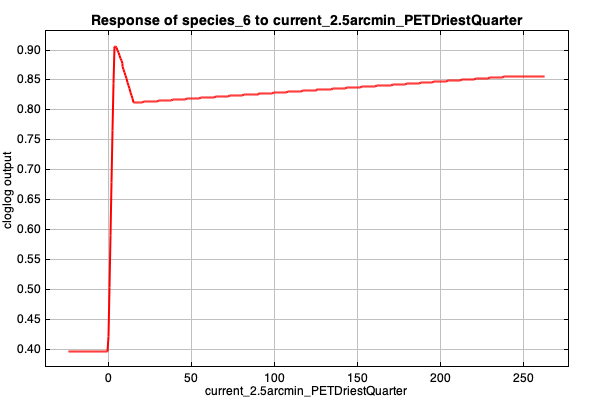 Response of species_6 to current_2.5arcmin_PETDriestQuarter
cloglog output
0.90
0.85
0.80
0.75
0.70
0.65
0.60
0.55
0.50
0.45
0.40
0 50 100 150 200 250
current_2.5arcmin_PETDriestQuarter